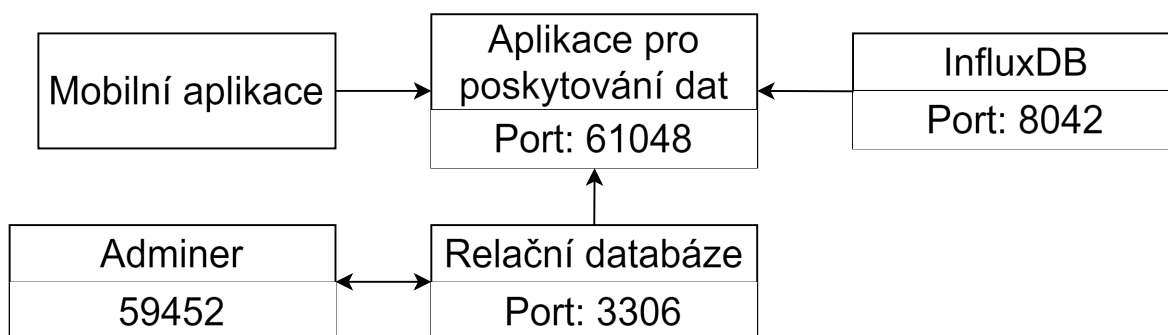 Mobilní aplikace
Aplikace pro
poskytování dat
Port: 61048
InfluxDB
Port: 8042
Adminer
59452
Relační databáze
Port: 3306